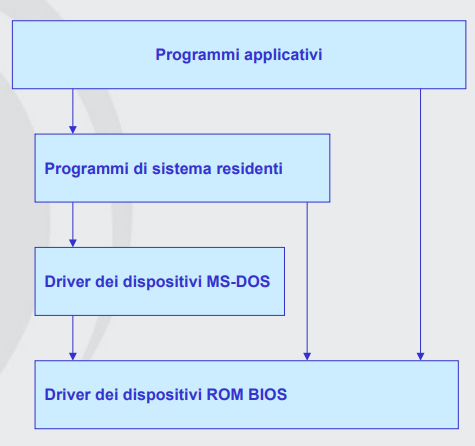 Programmi applicativi
Programmi di sistema residenti
Driver dei dispositivi MS-DOS
Driver dei dispositivi ROM BIOS